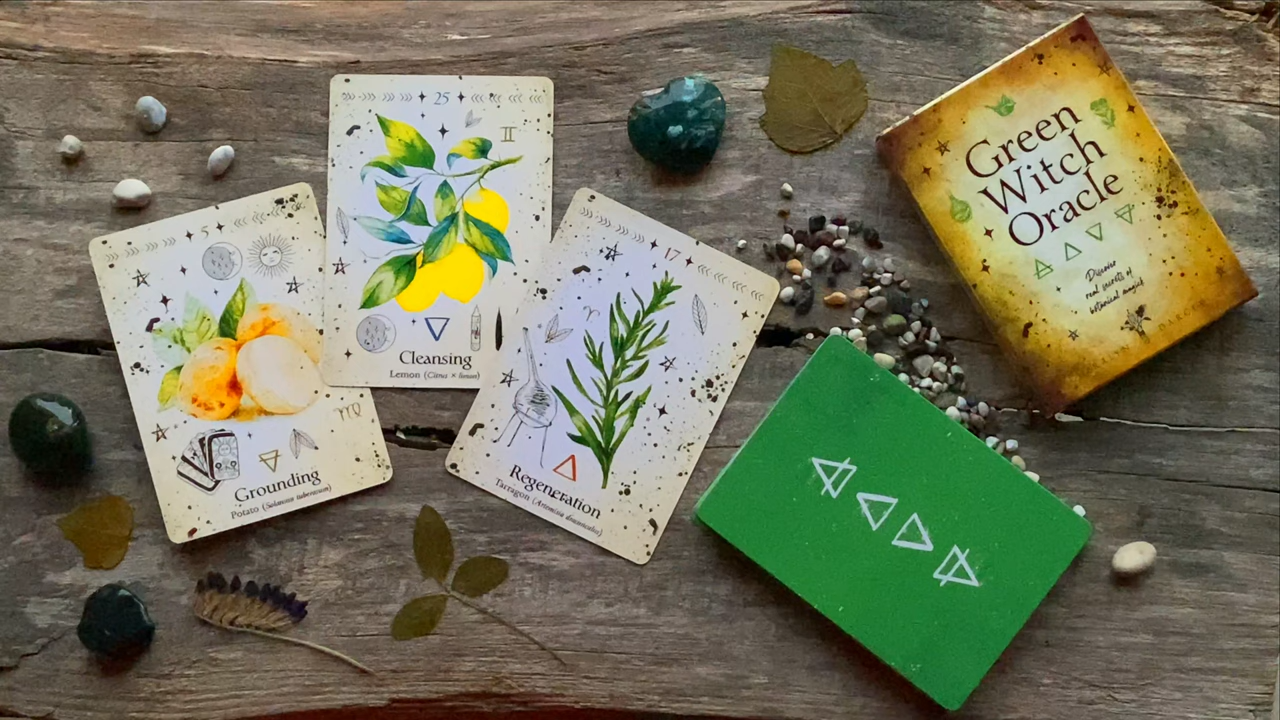 5
Grounding
Potato (Solanum tuberosum)
25
Cleansing
Lemon (Citrus × limon)
17
Regeneration
Tarragon (Artemisia dracunculus)
Green
Witch
Oracle
Discover
real secrets of
botanical magick